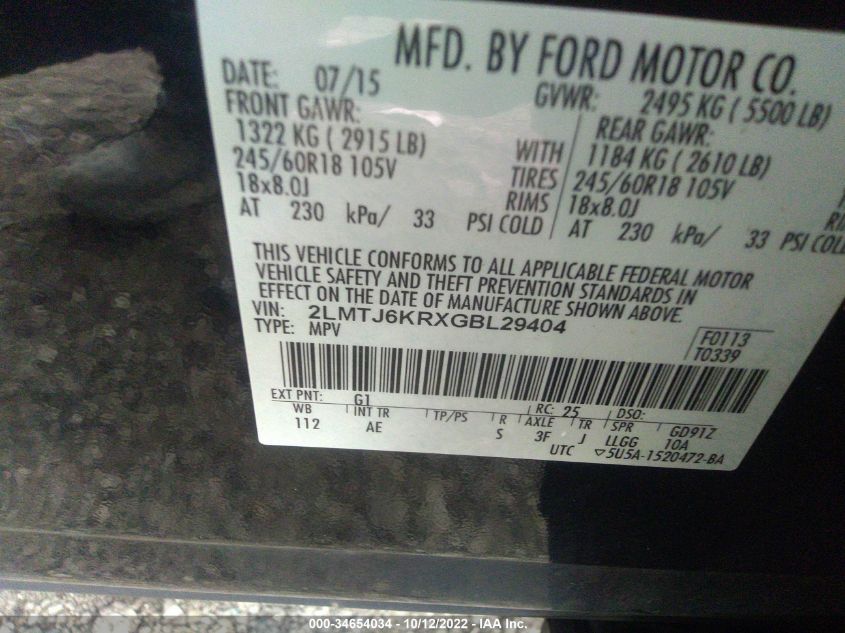 MFD. BY FORD MOTOR CO.
DATE: 07/15 GVWR: 2495 KG ( 5500 LB)
FRONT GAWR: REAR GAWR:
1322 KG ( 2915 LB) WITH 1184 KG ( 2610 LB)
245/60R18 105V TIRES 245/60R18 105V
18x8.0J RIMS 18x8.0J
AT 230 kPa/ 33 PSI COLD AT 230 kPa/ 33 PSI COLD
THIS VEHICLE CONFORMS TO ALL APPLICABLE FEDERAL MOTOR
VEHICLE SAFETY AND THEFT PREVENTION STANDARDS IN
EFFECT ON THE DATE OF MANUFACTURE SHOWN ABOVE.
VIN: 2LMTJ6KRXGBL29404
TYPE: MPV
F0113
T0339
EXT PNT: G1 RC: 25 DSO:
WB INT TR TP/PS R AXLE TR SPR GD91Z
112 AE S 3F J LLGG 10A
UTC ▽5U5A-1520472-BA
000-34654034 - 10/12/2022 - IAA Inc.